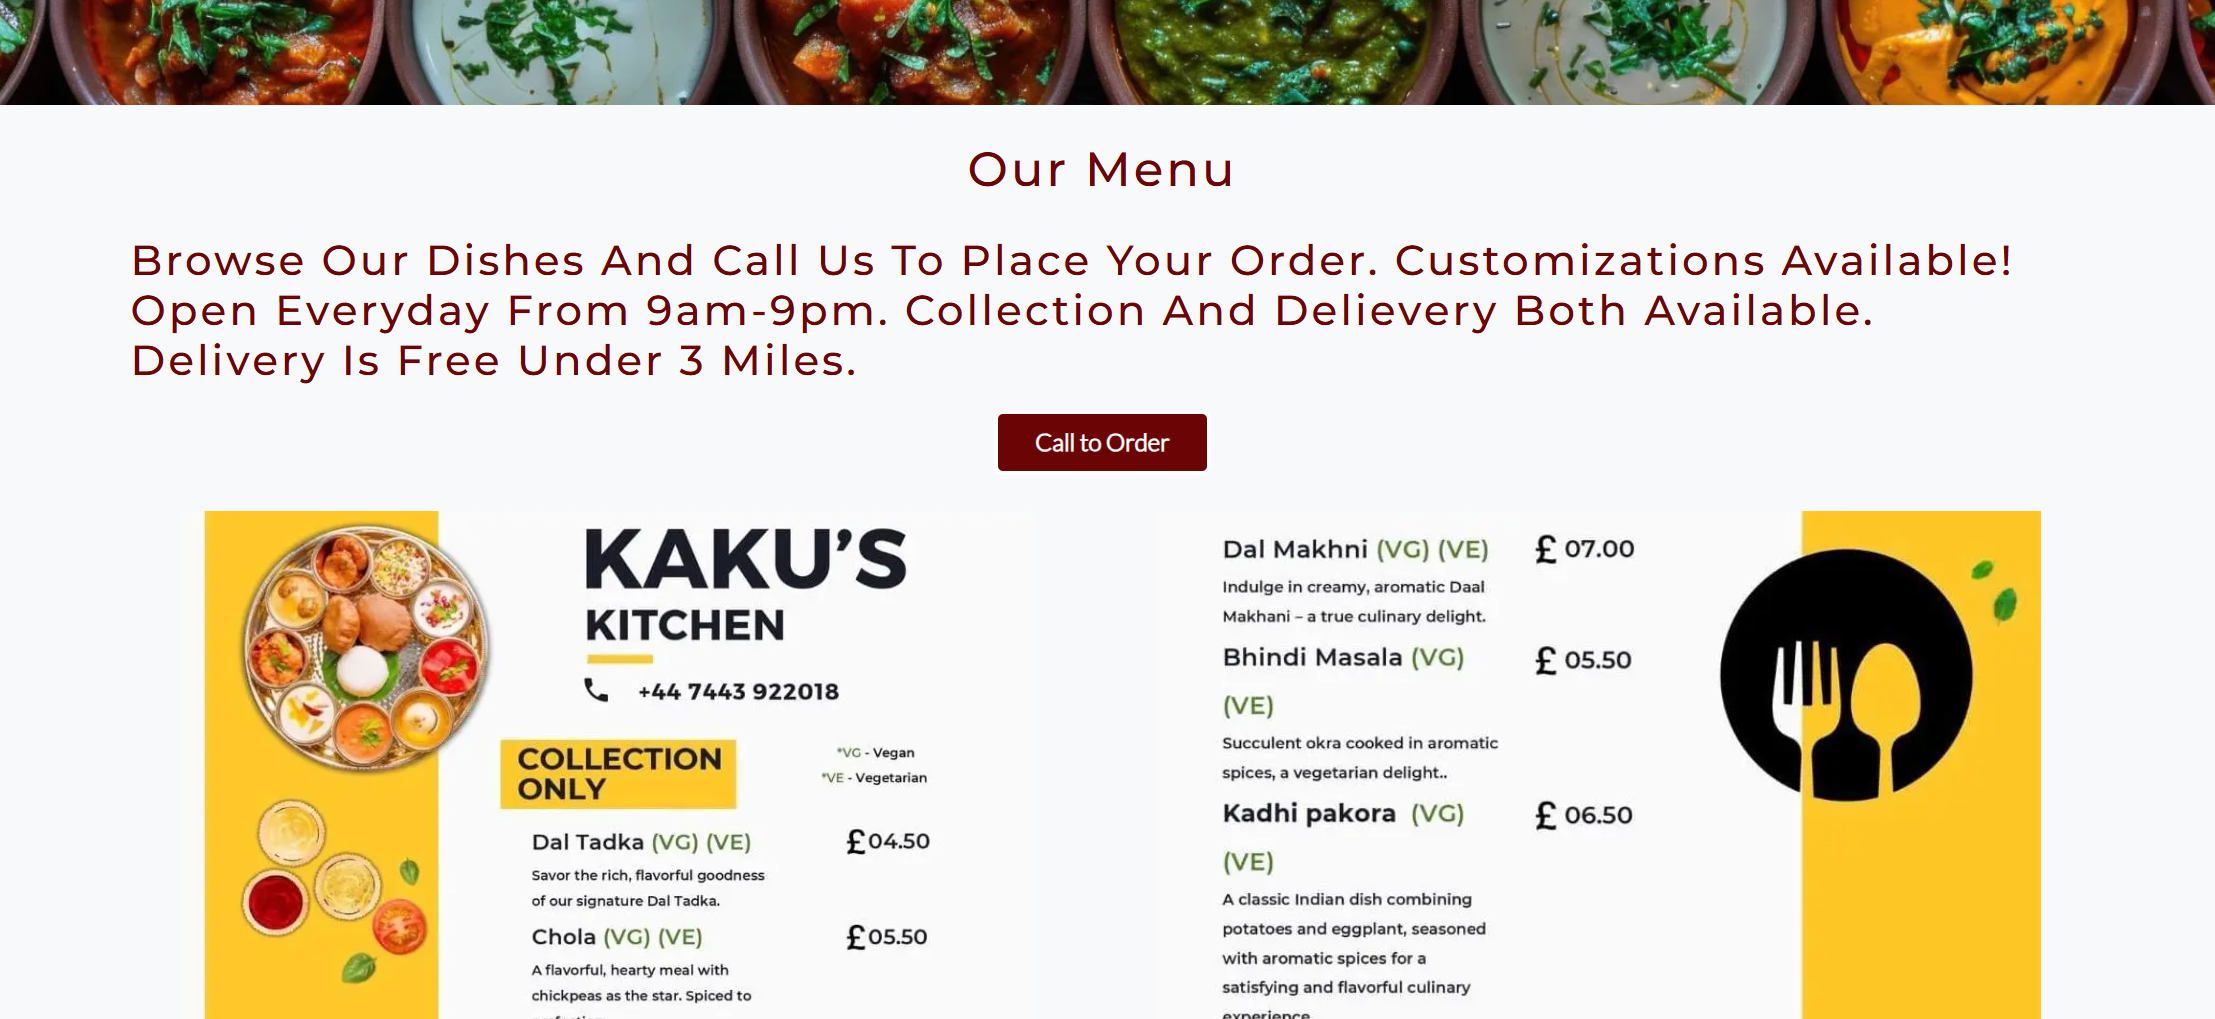 Our Menu
Browse Our Dishes And Call Us To Place Your Order. Customizations Available!
Open Everyday From 9am-9pm. Collection And Delievery Both Available.
Delivery Is Free Under 3 Miles.
Call to Order
KAKU'S
KITCHEN
+44 7443 922018
COLLECTION
ONLY
*VG - Vegan
*VE - Vegetarian
Dal Tadka (VG) (VE) £04.50
Savor the rich, flavorful goodness
of our signature Dal Tadka.
Chola (VG) (VE) £05.50
A flavorful, hearty meal with
chickpeas as the star. Spiced to
Dal Makhni (VG) (VE) £ 07.00
Indulge in creamy, aromatic Daal
Makhani – a true culinary delight.
Bhindi Masala (VG) £ 05.50
(VE)
Succulent okra cooked in aromatic
spices, a vegetarian delight..
Kadhi pakora (VG) £ 06.50
(VE)
A classic Indian dish combining
potatoes and eggplant, seasoned
with aromatic spices for a
satisfying and flavorful culinary
experience